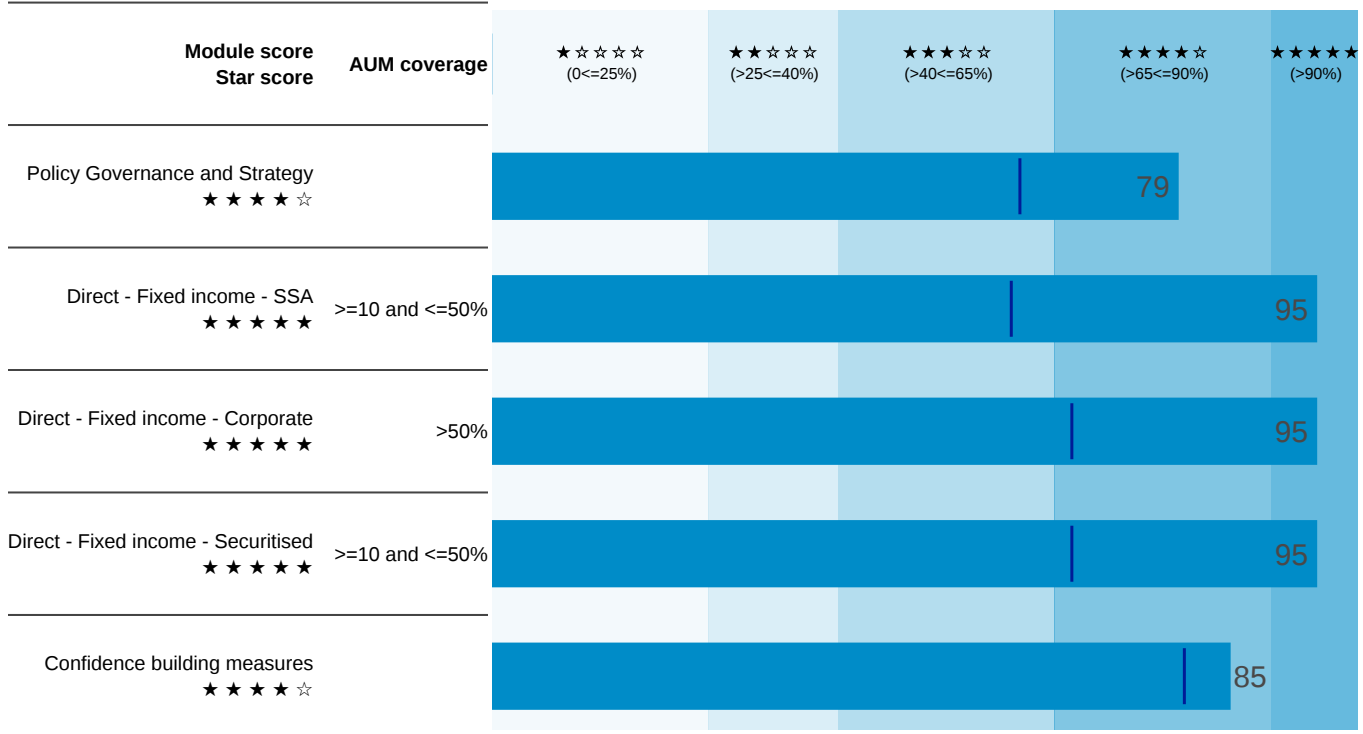 Module score
Star score
AUM coverage
★☆☆☆☆
(0<=25%)
★★☆☆☆
(>25<=40%)
★★★☆☆
(>40<=65%)
★★★★☆
(>65<=90%)
★★★★★
(>90%)
Policy Governance and Strategy
★★★★☆
79
Direct - Fixed income - SSA
★★★★★
>=10 and <=50%
95
Direct - Fixed income - Corporate
★★★★★
>50%
95
Direct - Fixed income - Securitised
★★★★★
>=10 and <=50%
95
Confidence building measures
★★★★☆
85